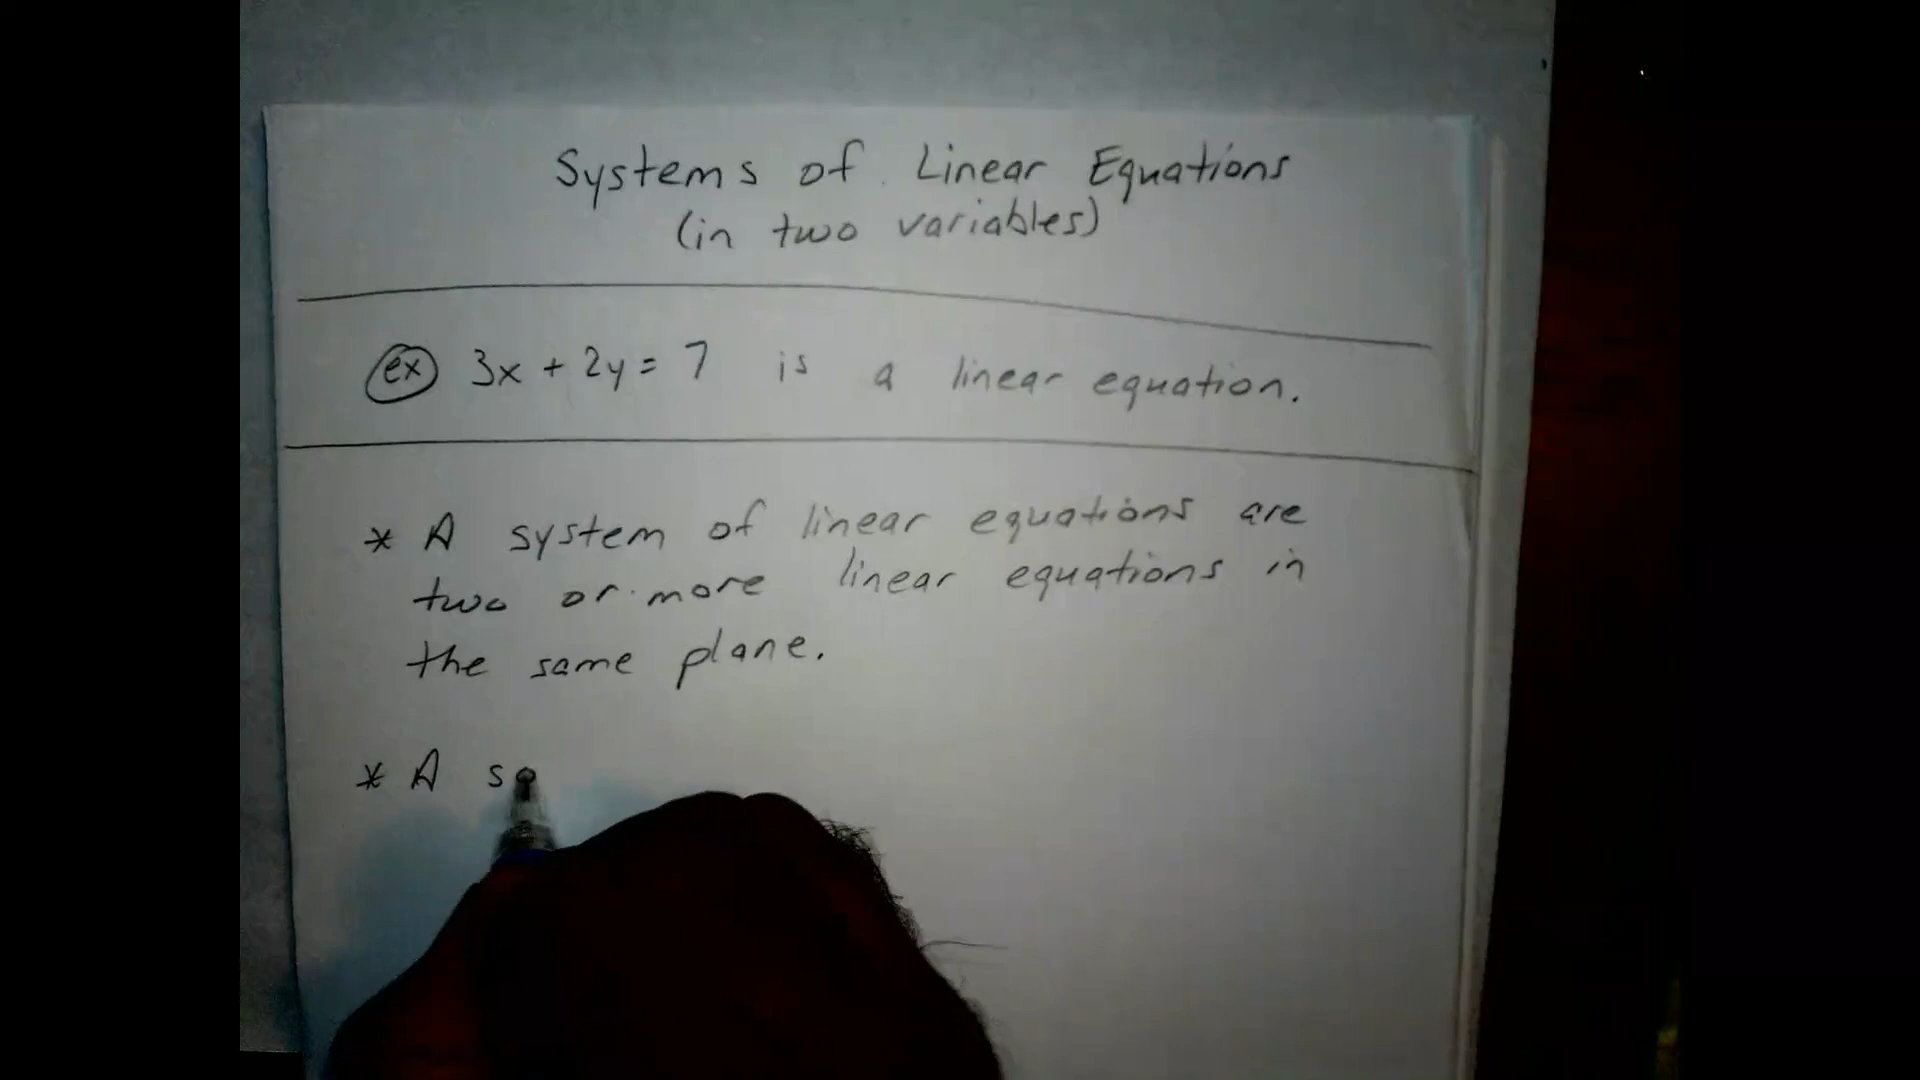 Systems of Linear Equations
(in two variables)
ex 3x + 2y = 7 is a linear equation.
* A system of linear equations are
two or more linear equations in
the same plane.
* A so